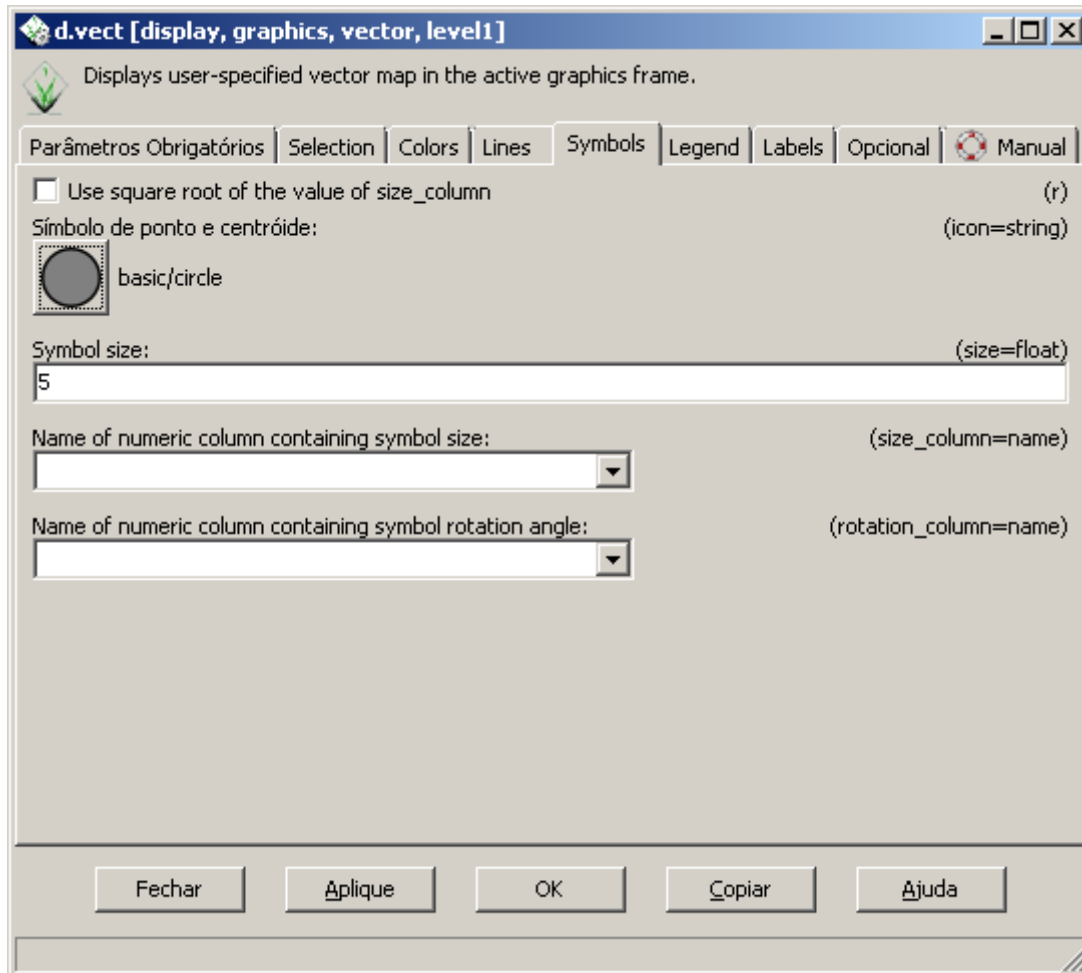 d.vect [display, graphics, vector, level1]
Displays user-specified vector map in the active graphics frame.
Parâmetros Obrigatórios Selection Colors Lines Symbols Legend Labels Opcional Manual
Use square root of the value of size_column (r)
Símbolo de ponto e centróide: (icon=string)
basic/circle
Symbol size: (size=float)
5
Name of numeric column containing symbol size: (size_column=name)
Name of numeric column containing symbol rotation angle: (rotation_column=name)
Fechar Aplique OK Copiar Ajuda